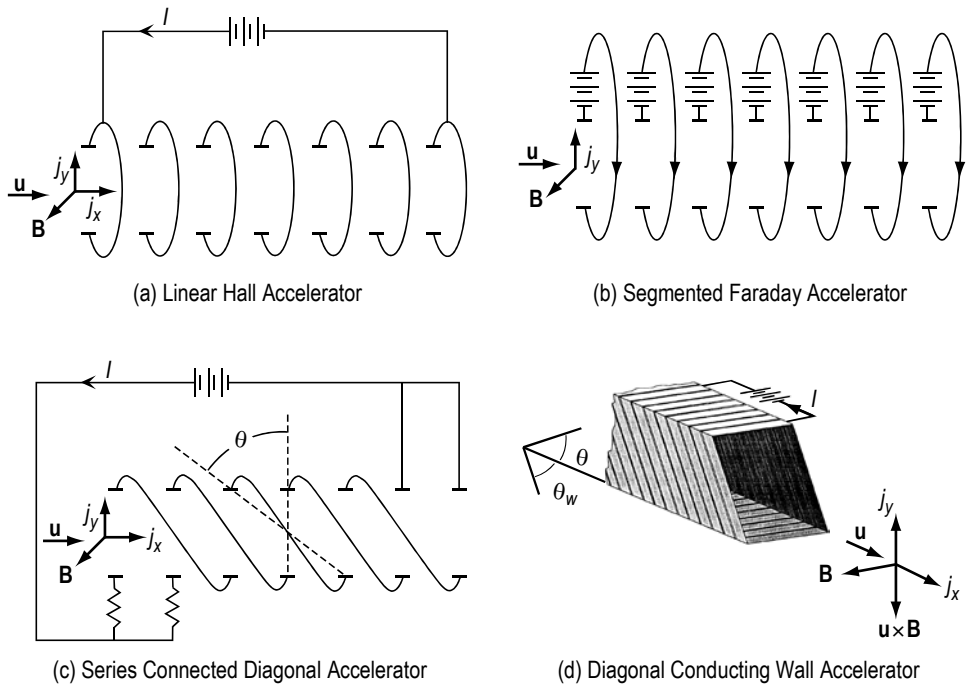 I
j_y
u
B
j_x
(a) Linear Hall Accelerator
j_y
u
B
(b) Segmented Faraday Accelerator
I
θ
j_y
u
j_x
B
(c) Series Connected Diagonal Accelerator
I
θ
θ_w
j_y
u
B
j_x
u × B
(d) Diagonal Conducting Wall Accelerator